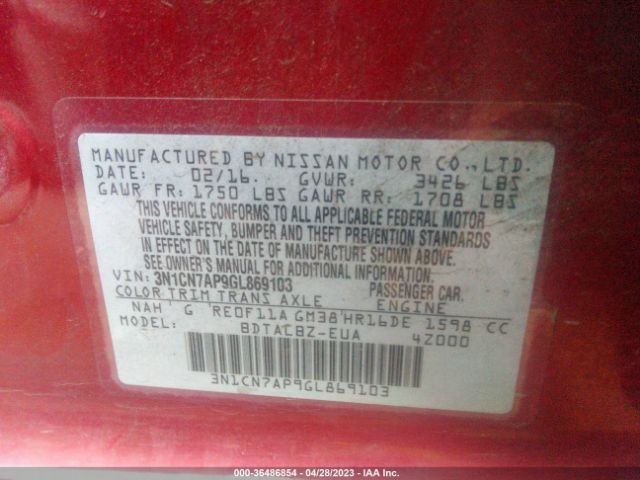 MANUFACTURED BY NISSAN MOTOR CO., LTD.
DATE: 02/16. GVWR: 3426 LBS
GAWR FR: 1750 LBS GAWR RR: 1708 LBS
THIS VEHICLE CONFORMS TO ALL APPLICABLE FEDERAL MOTOR
VEHICLE SAFETY, BUMPER AND THEFT PREVENTION STANDARDS
IN EFFECT ON THE DATE OF MANUFACTURE SHOWN ABOVE.
SEE OWNER'S MANUAL FOR ADDITIONAL INFORMATION.
VIN: 3N1CN7AP9GL869103 PASSENGER CAR.
COLOR TRIM TRANS AXLE ENGINE
NAH G RE0F11A GM38 HR16DE 1598 CC
MODEL: BDTALBZ-EUA 4Z000
3N1CN7AP9GL869103
000-36486854 / 04/28/2023 / IAA Inc.